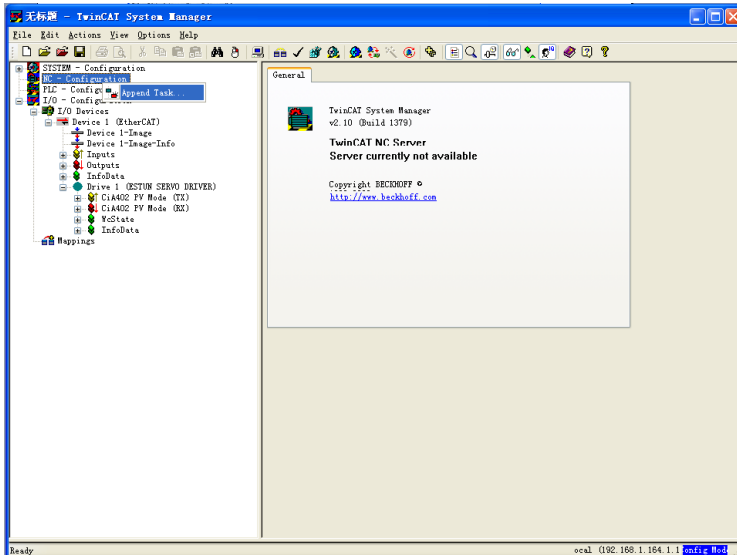 无标题 - TwinCAT System Manager
File Edit Actions View Options Help
SYSTEM - Configuration
NC - Configuration
PLC - Configu
Append Task...
I/O - Config
I/O Devices
Device 1 (EtherCAT)
Device 1-Image
Device 1-Image-Info
Inputs
Outputs
InfoData
Drive 1 (ESTUN SERVO DRIVER)
CiA402 PV Mode (TX)
CiA402 PV Mode (RX)
WcState
InfoData
Mappings
General
TwinCAT System Manager
v2.10 (Build 1379)
TwinCAT NC Server
Server currently not available
Copyright BECKHOFF ©
http://www.beckhoff.com
Ready
ocal (192.168.1.164.1.1
onfig Mod